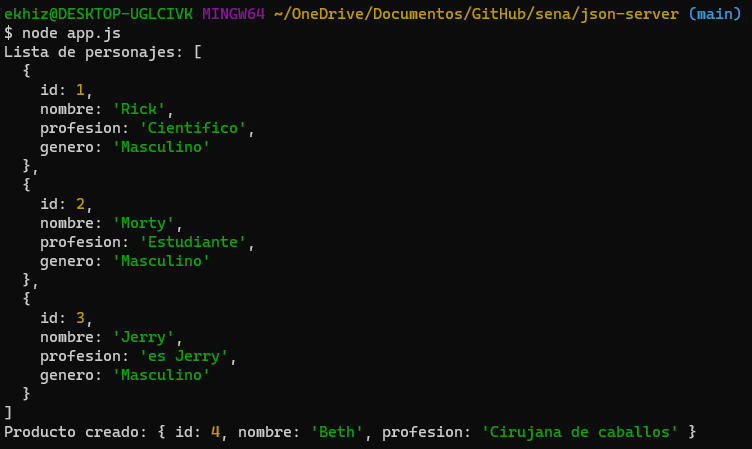 ekhiz@DESKTOP-UGLCIVK MINGW64 ~/OneDrive/Documentos/GitHub/sena/json-server (main)
$ node app.js
Lista de personajes: [
  {
    id: 1,
    nombre: 'Rick',
    profesion: 'Cientifico',
    genero: 'Masculino'
  },
  {
    id: 2,
    nombre: 'Morty',
    profesion: 'Estudiante',
    genero: 'Masculino'
  },
  {
    id: 3,
    nombre: 'Jerry',
    profesion: 'es Jerry',
    genero: 'Masculino'
  }
]
Producto creado: { id: 4, nombre: 'Beth', profesion: 'Cirujana de caballos' }